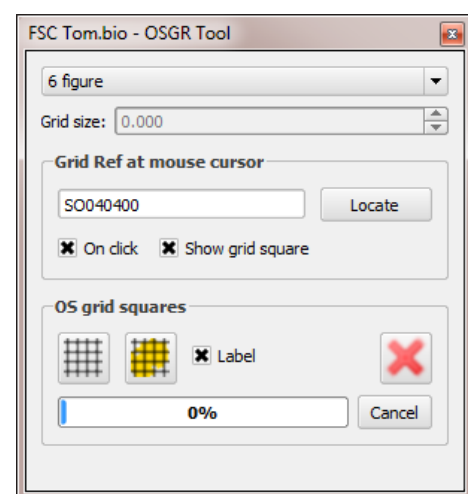 FSC Tom.bio - OSGR Tool
6 figure
Grid size: 0.000
Grid Ref at mouse cursor
SO040400 Locate
On click Show grid square
OS grid squares
Label
0% Cancel